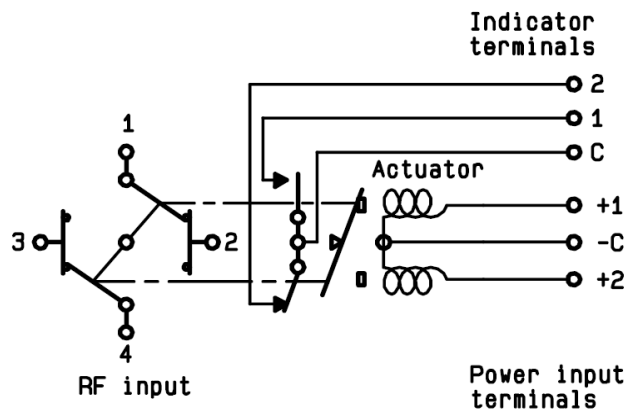 Indicator
terminals
2
1
C
1
Actuator
+1
3
2
-C
+2
4
RF input
Power input
terminals